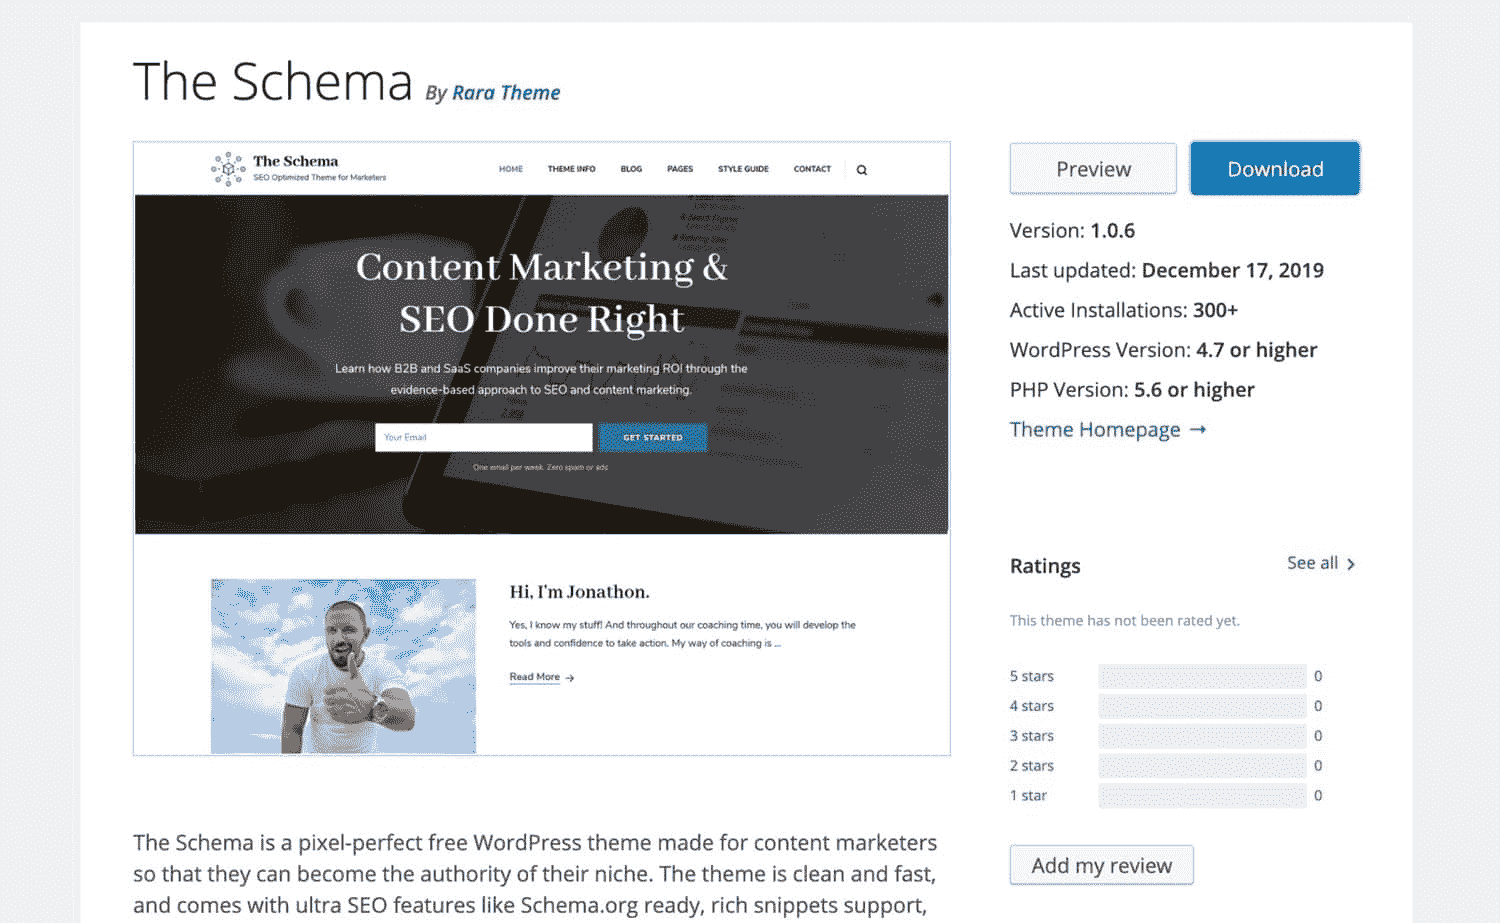 The Schema By Rara Theme
The Schema
SEO Optimized Theme for Marketers
HOME THEME INFO BLOG PAGES STYLE GUIDE CONTACT
Content Marketing &
SEO Done Right
Learn how B2B and SaaS companies improve their marketing ROI through the
evidence-based approach to SEO and content marketing.
Your Email GET STARTED
One email per week. Zero spam or ads
Hi, I'm Jonathon.
Yes, I know my stuff! And throughout our coaching time, you will develop the
tools and confidence to take action. My way of coaching is ...
Read More →
The Schema is a pixel-perfect free WordPress theme made for content marketers
so that they can become the authority of their niche. The theme is clean and fast,
and comes with ultra SEO features like Schema.org ready, rich snippets support,
Preview Download
Version: 1.0.6
Last updated: December 17, 2019
Active Installations: 300+
WordPress Version: 4.7 or higher
PHP Version: 5.6 or higher
Theme Homepage →
Ratings See all >
This theme has not been rated yet.
5 stars 0
4 stars 0
3 stars 0
2 stars 0
1 star 0
Add my review